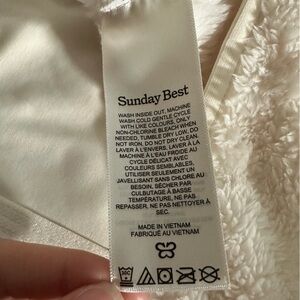 Sunday Best
WASH INSIDE OUT. MACHINE
WASH COLD GENTLE CYCLE
WITH LIKE COLOURS, ONLY
NON-CHLORINE BLEACH WHEN
NEEDED, TUMBLE DRY LOW, DO
NOT IRON, DO NOT DRY CLEAN.
LAVER À L'ENVERS. LAVER À LA
MACHINE À L'EAU FROIDE AU
CYCLE DÉLICAT AVEC
COULEURS SEMBLABLES,
UTILISER SEULEMENT UN
JAVELLISANT SANS CHLORE AU
BESOIN, SÉCHER PAR
CULBUTAGE À BASSE
TEMPÉRATURE, NE PAS
REPASSER, NE PAS NETTOYER À
SEC.
MADE IN VIETNAM
FABRIQUÉ AU VIETNAM